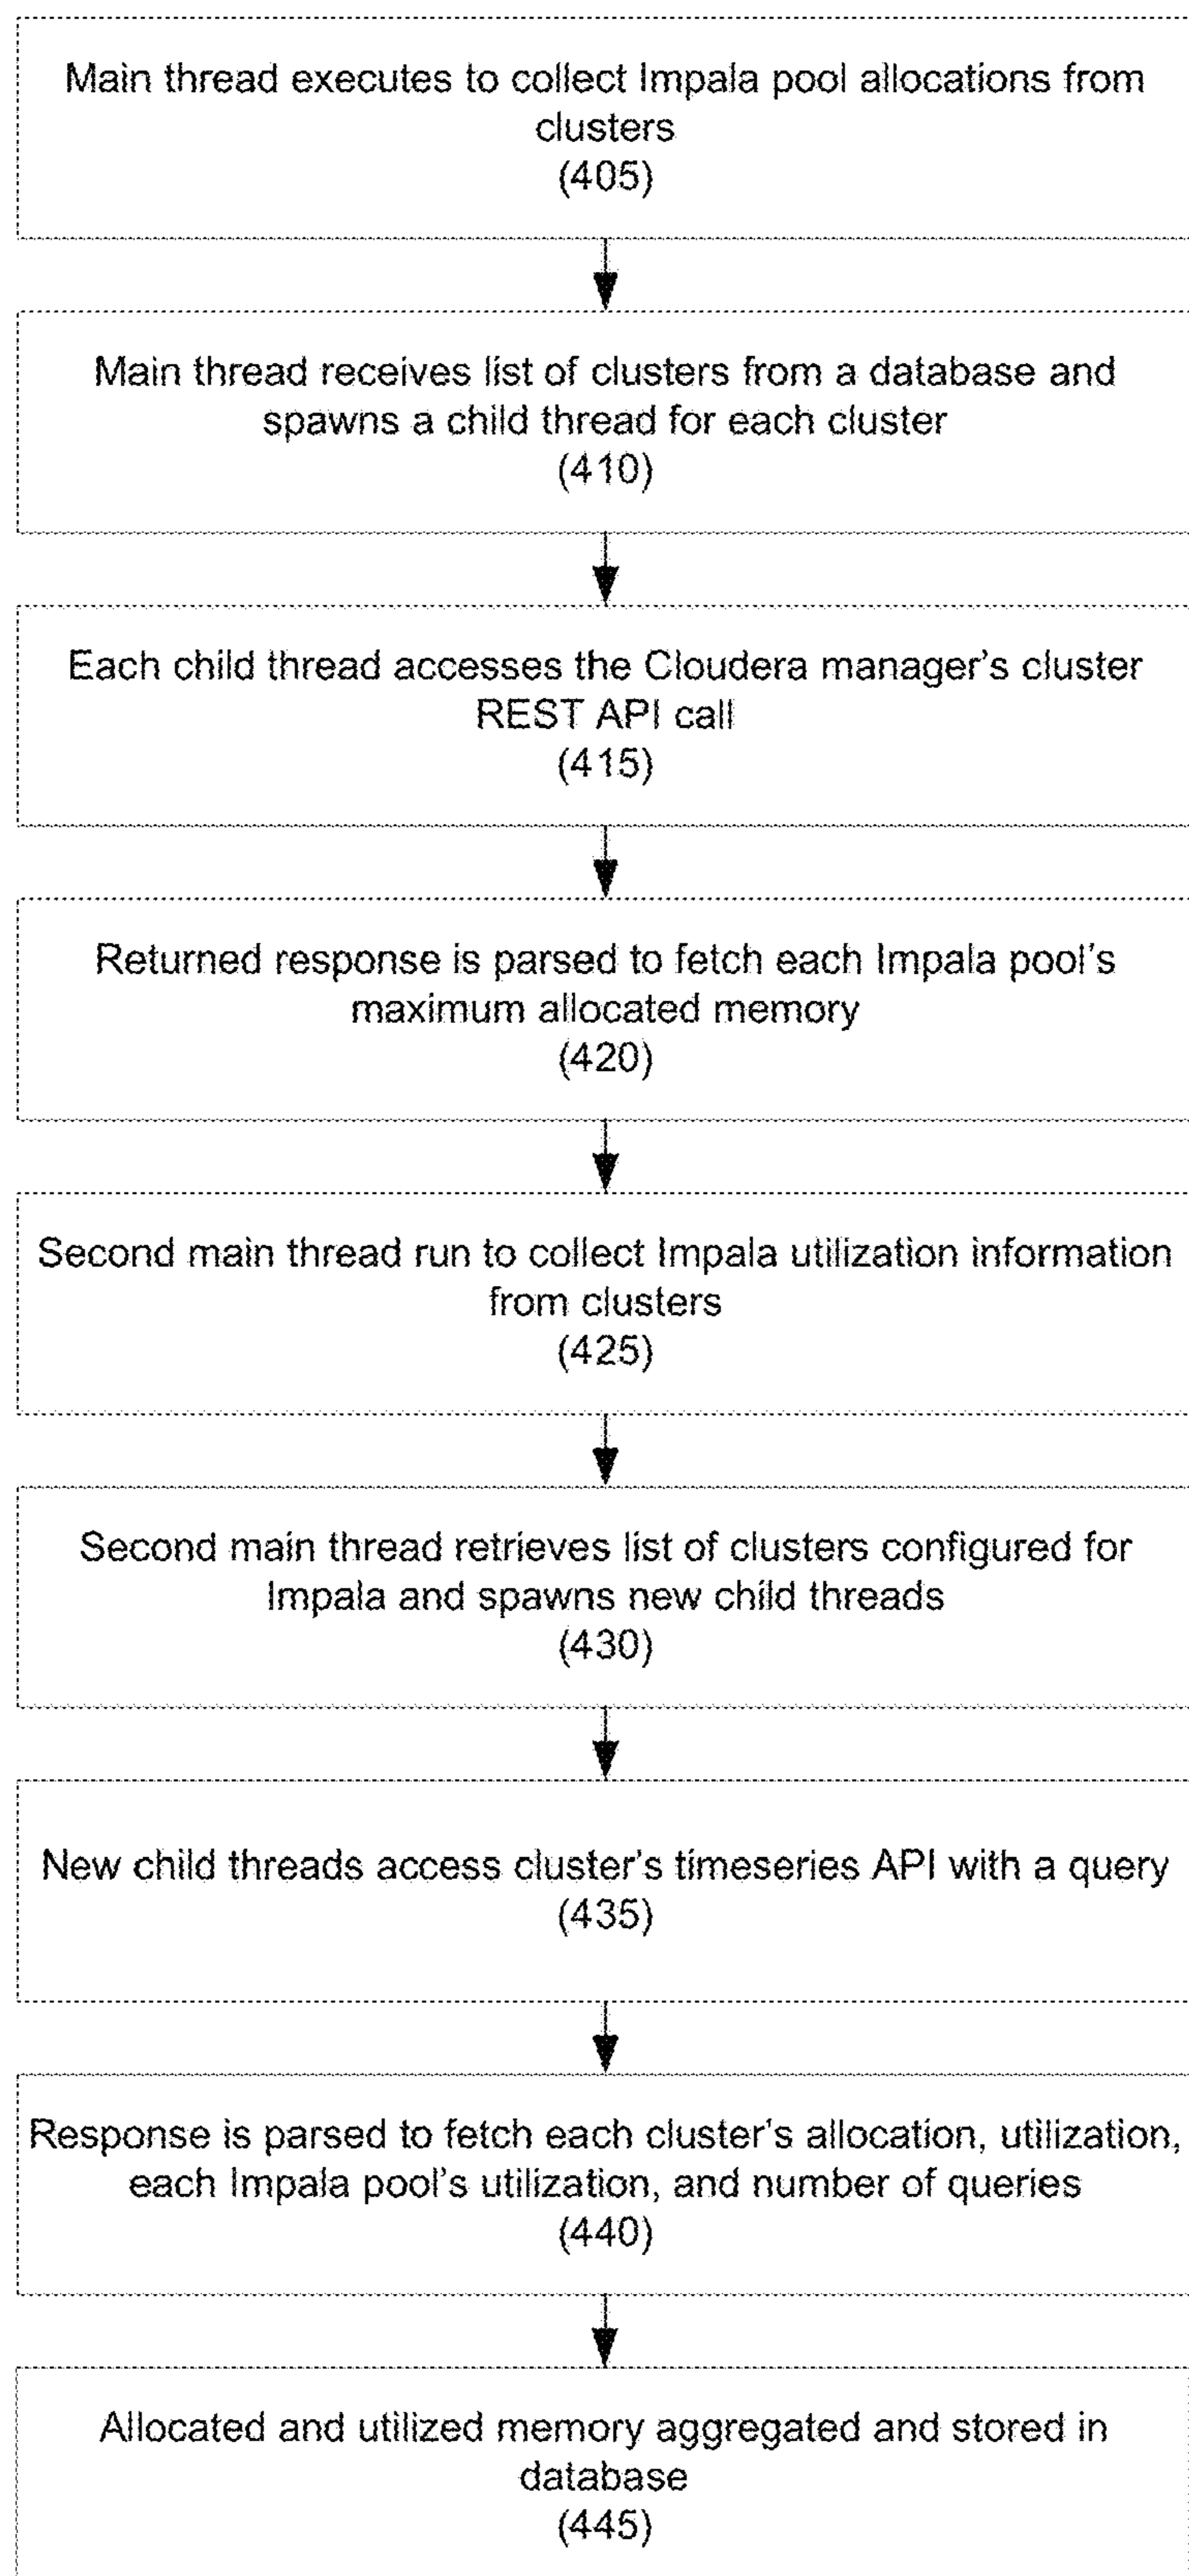 Main thread executes to collect Impala pool allocations from
clusters
(405)
Main thread receives list of clusters from a database and
spawns a child thread for each cluster
(410)
Each child thread accesses the Cloudera manager's cluster
REST API call
(415)
Returned response is parsed to fetch each Impala pool's
maximum allocated memory
(420)
Second main thread run to collect Impala utilization information
from clusters
(425)
Second main thread retrieves list of clusters configured for
Impala and spawns new child threads
(430)
New child threads access cluster's timeseries API with a query
(435)
Response is parsed to fetch each cluster's allocation, utilization,
each Impala pool's utilization, and number of queries
(440)
Allocated and utilized memory aggregated and stored in
database
(445)